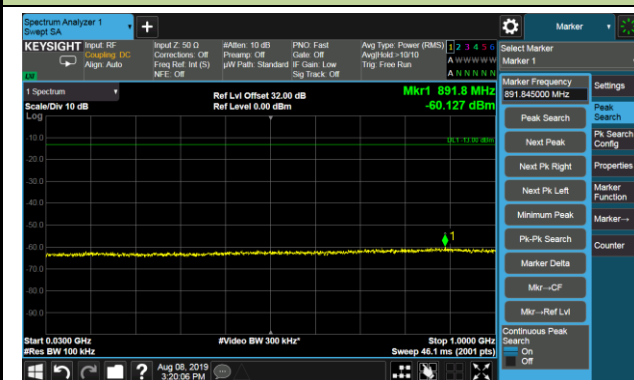 Spectrum Analyzer 1
Swept SA
+
Marker
KEYSIGHT
Input: RF
Coupling: DC
Align: Auto
Input Z: 50 Ω
Corrections: Off
Freq Ref: Int (S)
NFE: Off
#Atten: 10 dB
Preamp: Off
µW Path: Standard
PNO: Fast
Gate: Off
IF Gain: Low
Sig Track: Off
Avg Type: Power (RMS)
Avg|Hold: >10/10
Trig: Free Run
1 2 3 4 5 6
A W W W W W
A N N N N N
Select Marker
Marker 1
1 Spectrum
Scale/Div 10 dB
Log
Ref Lvl Offset 32.00 dB
Ref Level 0.00 dBm
Mkr1 891.8 MHz
-60.127 dBm
DL1 -13.00 dBm
-10.0
-20.0
-30.0
-40.0
-50.0
-60.0
-70.0
-80.0
-90.0
1
Start 0.0300 GHz
#Res BW 100 kHz
#Video BW 300 kHz*
Stop 1.0000 GHz
Sweep 46.1 ms (2001 pts)
Marker Frequency
891.845000 MHz
Peak Search
Next Peak
Next Pk Right
Next Pk Left
Minimum Peak
Pk-Pk Search
Marker Delta
Mkr→CF
Mkr→Ref Lvl
Continuous Peak
Search
On
Off
Settings
Peak
Search
Pk Search
Config
Properties
Marker
Function
Marker→
Counter
?
Aug 08, 2019
3:20:06 PM